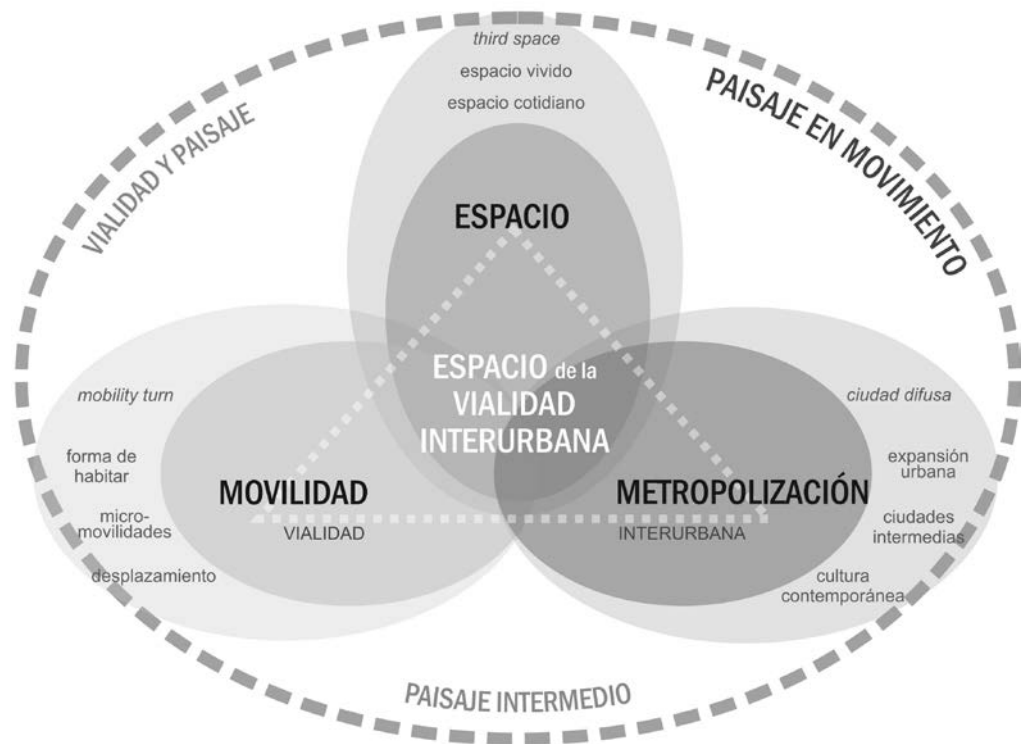 third space
espacio vivido
espacio cotidiano
VIALIDAD Y PAISAJE
PAISAJE EN MOVIMIENTO
ESPACIO
ESPACIO de la
VIALIDAD
INTERURBANA
mobility turn
forma de
habitar
micro-
movilidades
desplazamiento
MOVILIDAD
VIALIDAD
METROPOLIZACIÓN
INTERURBANA
ciudad difusa
expansión
urbana
ciudades
intermedias
cultura
contemporánea
PAISAJE INTERMEDIO